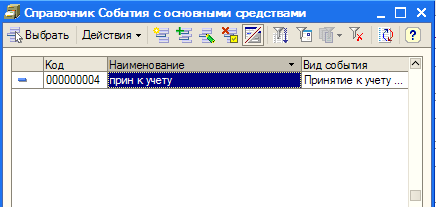 Справочник События с основными средствами
Выбрать Действия
Код Наименование Вид события
000000004 прин к учету Принятие к учету ...